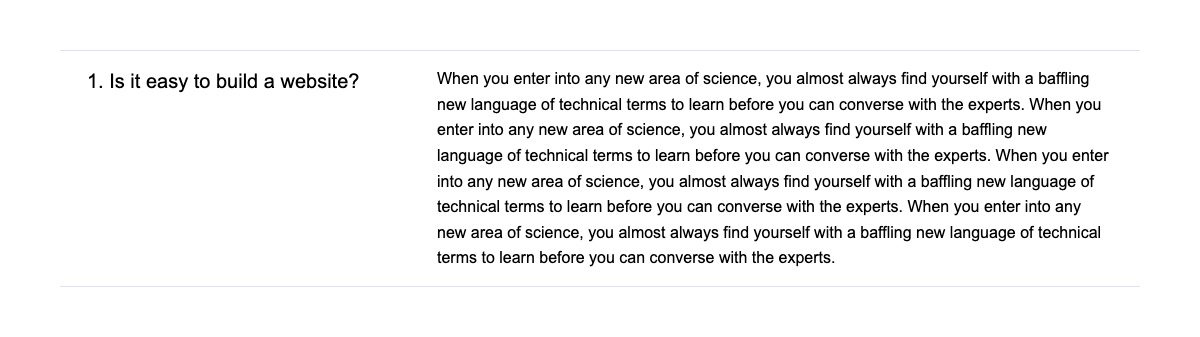 1. Is it easy to build a website?
When you enter into any new area of science, you almost always find yourself with a baffling
new language of technical terms to learn before you can converse with the experts. When you
enter into any new area of science, you almost always find yourself with a baffling new
language of technical terms to learn before you can converse with the experts. When you enter
into any new area of science, you almost always find yourself with a baffling new language of
technical terms to learn before you can converse with the experts. When you enter into any
new area of science, you almost always find yourself with a baffling new language of technical
terms to learn before you can converse with the experts.